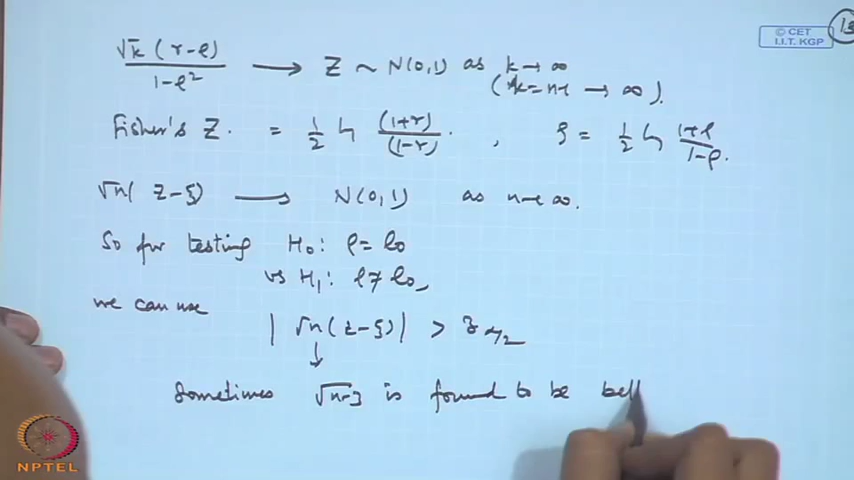 © CET
I.I.T. KGP
√k (r-ρ) / 1-ρ² → Z ~ N(0,1) as k → ∞
(k=n-1 → ∞).
Fisher's Z. = 1/2 ln (1+r)/(1-r). , ξ = 1/2 ln 1+ρ/1-ρ.
√n( Z-ξ) → N(0,1) as n→∞.
So for testing H₀: ρ= ρ₀
vs H₁: ρ≠ρ₀,
we can use
| √n(Z-ξ)| > z α/2
↓
Sometimes √n-3 is found to be bett
NPTEL